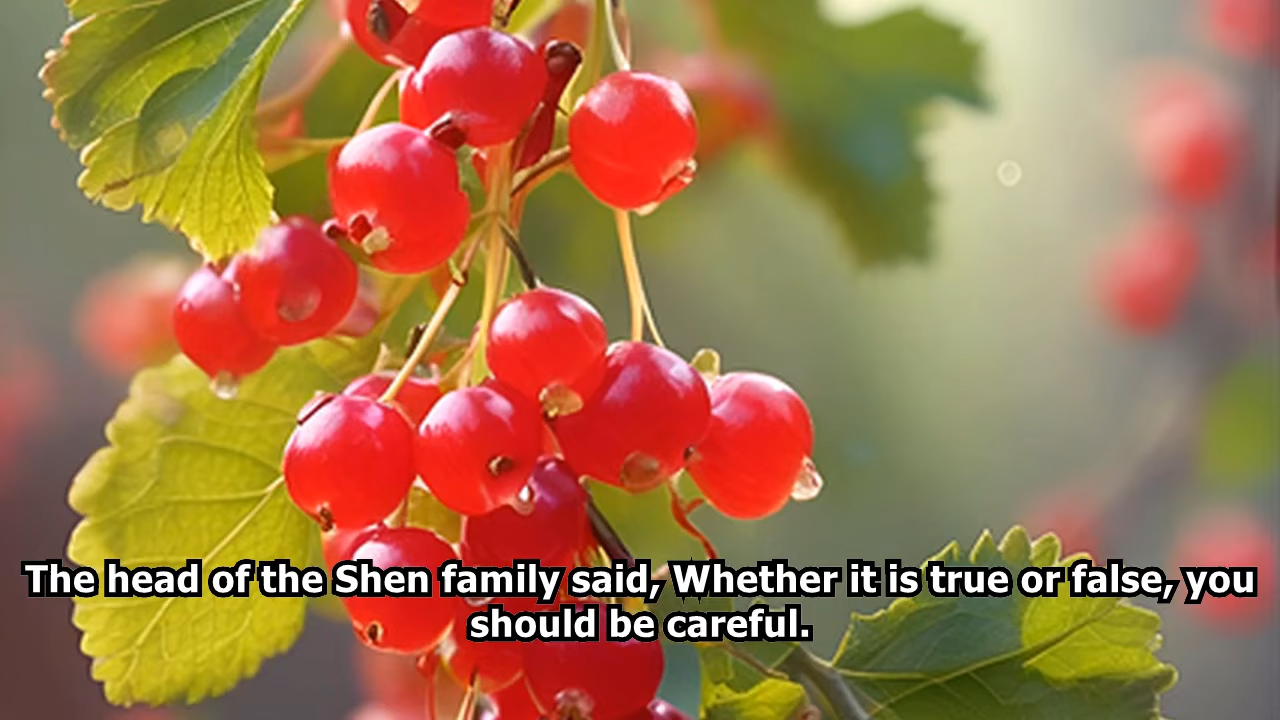 The head of the Shen family said, Whether it is true or false, you
should be careful.